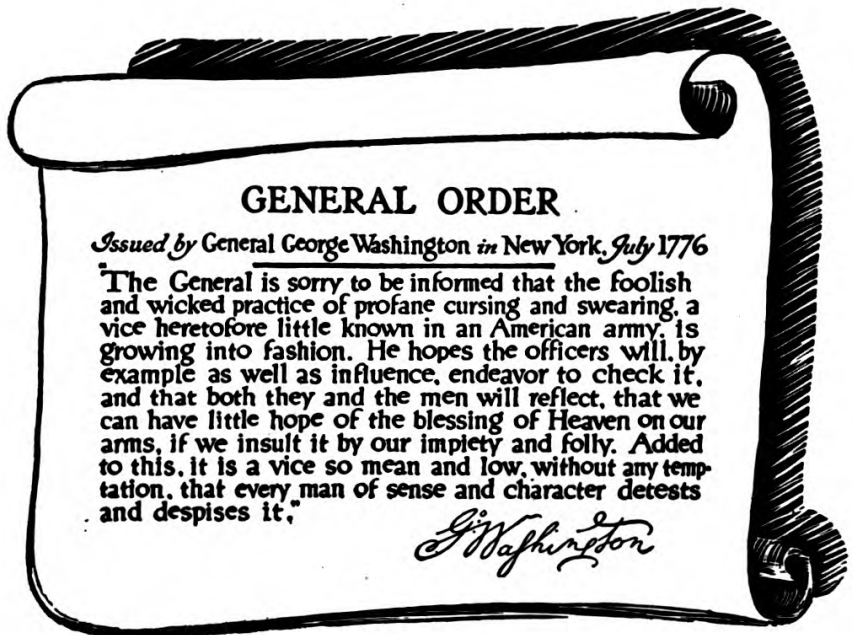 GENERAL ORDER
Issued by General George Washington in New York, July 1776
"The General is sorry to be informed that the foolish
and wicked practice of profane cursing and swearing, a
vice heretofore little known in an American army, is
growing into fashion. He hopes the officers will, by
example as well as influence, endeavor to check it,
and that both they and the men will reflect, that we
can have little hope of the blessing of Heaven on our
arms, if we insult it by our impiety and folly. Added
to this, it is a vice so mean and low, without any temp-
tation, that every man of sense and character detests
and despises it."
G. Washington